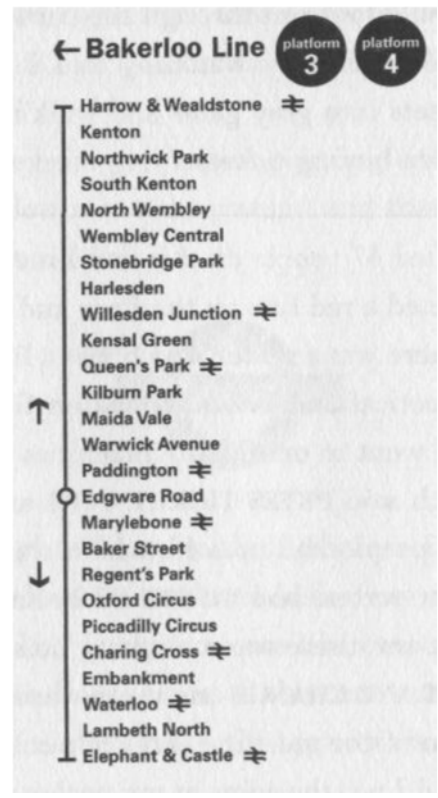 ← Bakerloo Line platform 3 platform 4
Harrow & Wealdstone
Kenton
Northwick Park
South Kenton
North Wembley
Wembley Central
Stonebridge Park
Harlesden
Willesden Junction
Kensal Green
Queen's Park
Kilburn Park
Maida Vale
Warwick Avenue
Paddington
Edgware Road
Marylebone
Baker Street
Regent's Park
Oxford Circus
Piccadilly Circus
Charing Cross
Embankment
Waterloo
Lambeth North
Elephant & Castle